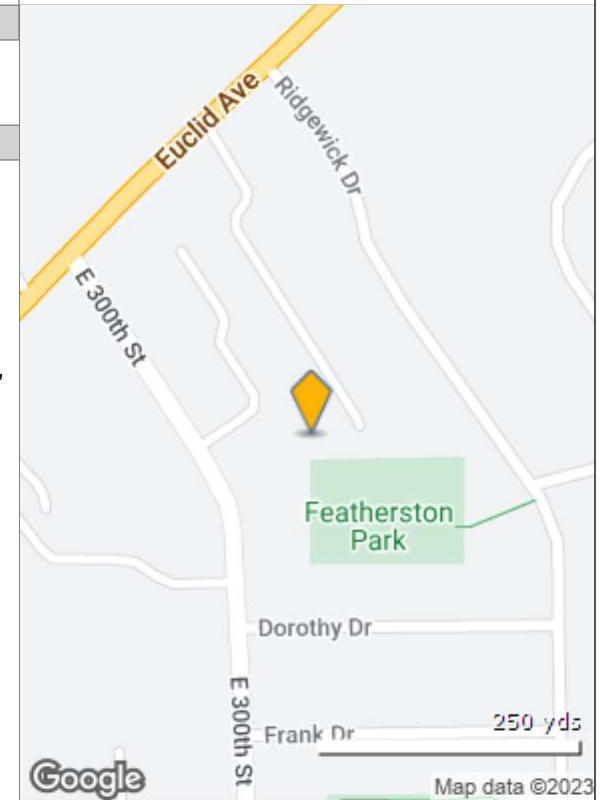 Euclid Ave
Ridgewick Dr
E 300th St
,
Featherston
Park
Dorothy Dr
E 300th St
Frank Dr
250 yds
Google
Map data ©2023